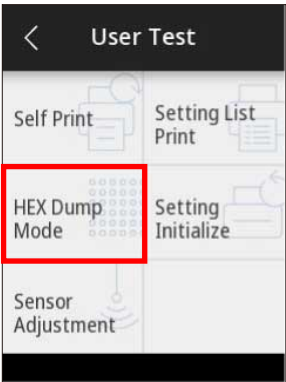 User Test
Self Print
Setting List
Print
HEX Dump
Mode
Setting
Initialize
Sensor
Adjustment